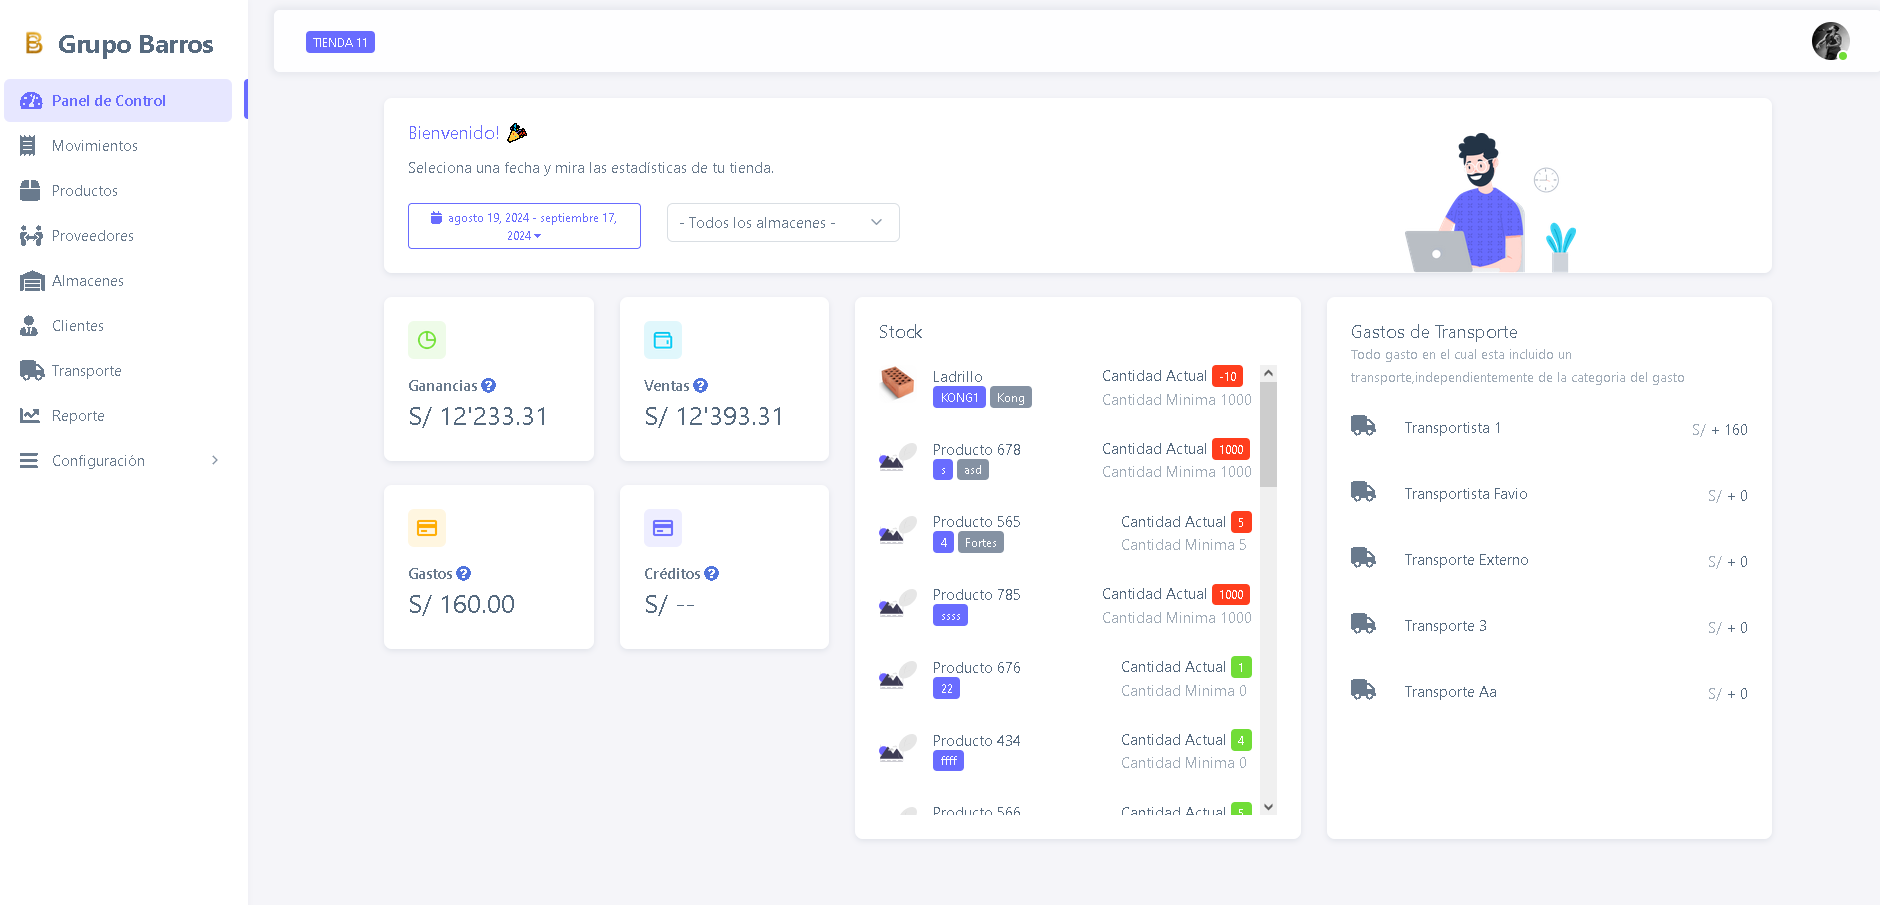 Grupo Barros
Panel de Control
Movimientos
Productos
Proveedores
Almacenes
Clientes
Transporte
Reporte
Configuración
TIENDA 11
Bienvenido!
Selecciona una fecha y mira las estadísticas de tu tienda.
agosto 19, 2024 - septiembre 17,
2024
- Todos los almacenes -
Ganancias
S/ 12'233.31
Ventas
S/ 12'393.31
Gastos
S/ 160.00
Créditos
S/ --
Stock
Ladrillo
KONG1 Kong
Cantidad Actual -10
Cantidad Minima 1000
Producto 678
s asd
Cantidad Actual 1000
Cantidad Minima 1000
Producto 565
4 Fortes
Cantidad Actual 5
Cantidad Minima 5
Producto 785
ssss
Cantidad Actual 1000
Cantidad Minima 1000
Producto 676
22
Cantidad Actual 1
Cantidad Minima 0
Producto 434
ffff
Cantidad Actual 4
Cantidad Minima 0
Producto 566
Cantidad Actual 5
Gastos de Transporte
Todo gasto en el cual esta incluido un
transporte,independientemente de la categoria del gasto
Transportista 1
S/ + 160
Transportista Favio
S/ + 0
Transporte Externo
S/ + 0
Transporte 3
S/ + 0
Transporte Aa
S/ + 0